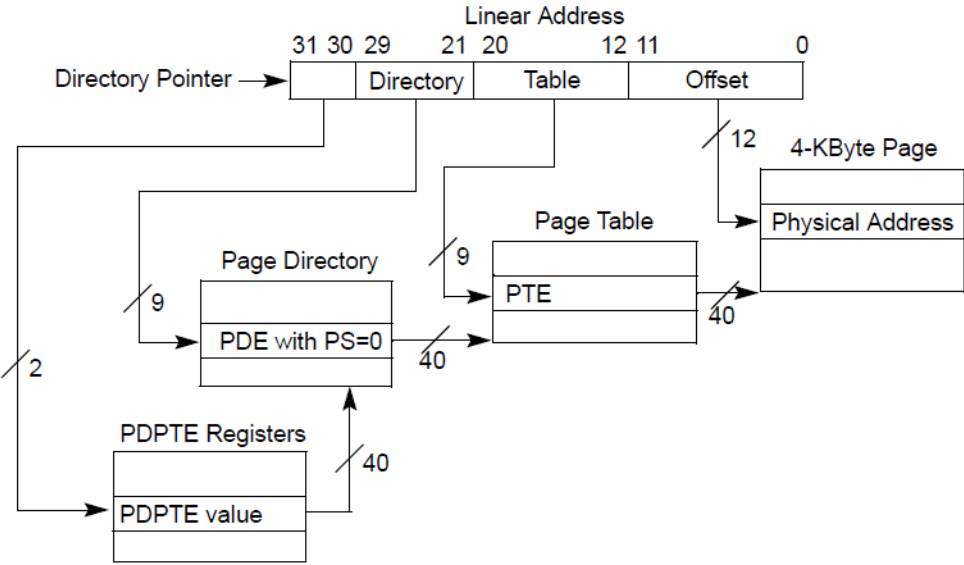 Linear Address
31 30 29 21 20 12 11 0
Directory Pointer Directory Table Offset
12
4-KByte Page
Physical Address
Page Table
9
PTE
40
Page Directory
9
PDE with PS=0
40
2
PDPTE Registers
40
PDPTE value